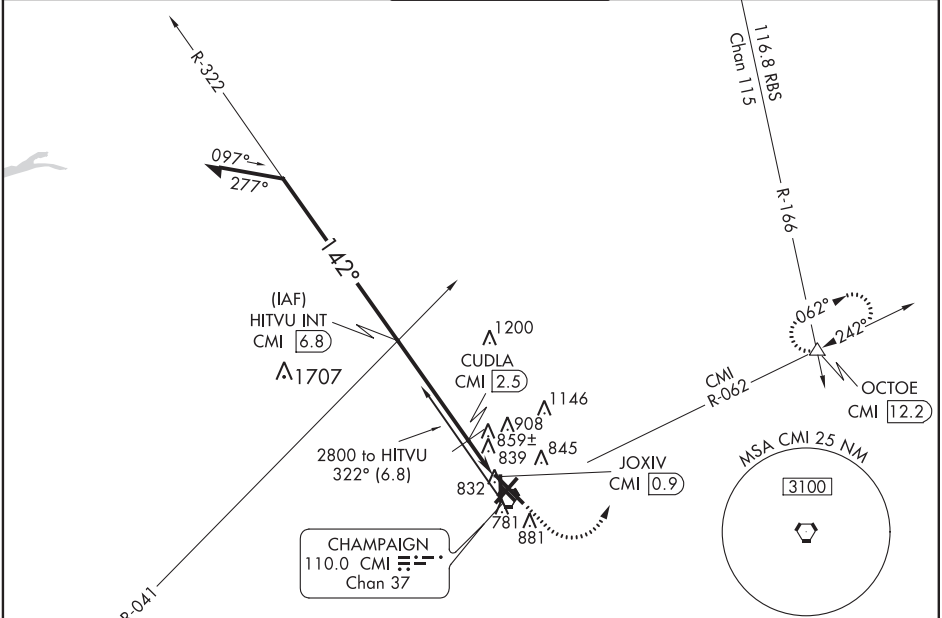 116.8 RBS
Chan 115
R-322
097°
277°
R-166
142°
(IAF)
HITVU INT
CMI 6.8
1200
062°
242°
CUDLA
CMI 2.5
1707
CMI
R-062
OCTOE
CMI 12.2
1146
908
859±
839
845
2800 to HITVU
322° (6.8)
JOXIV
CMI 0.9
MSA CMI 25 NM
3100
832
781
881
CHAMPAIGN
110.0 CMI
Chan 37
R-041